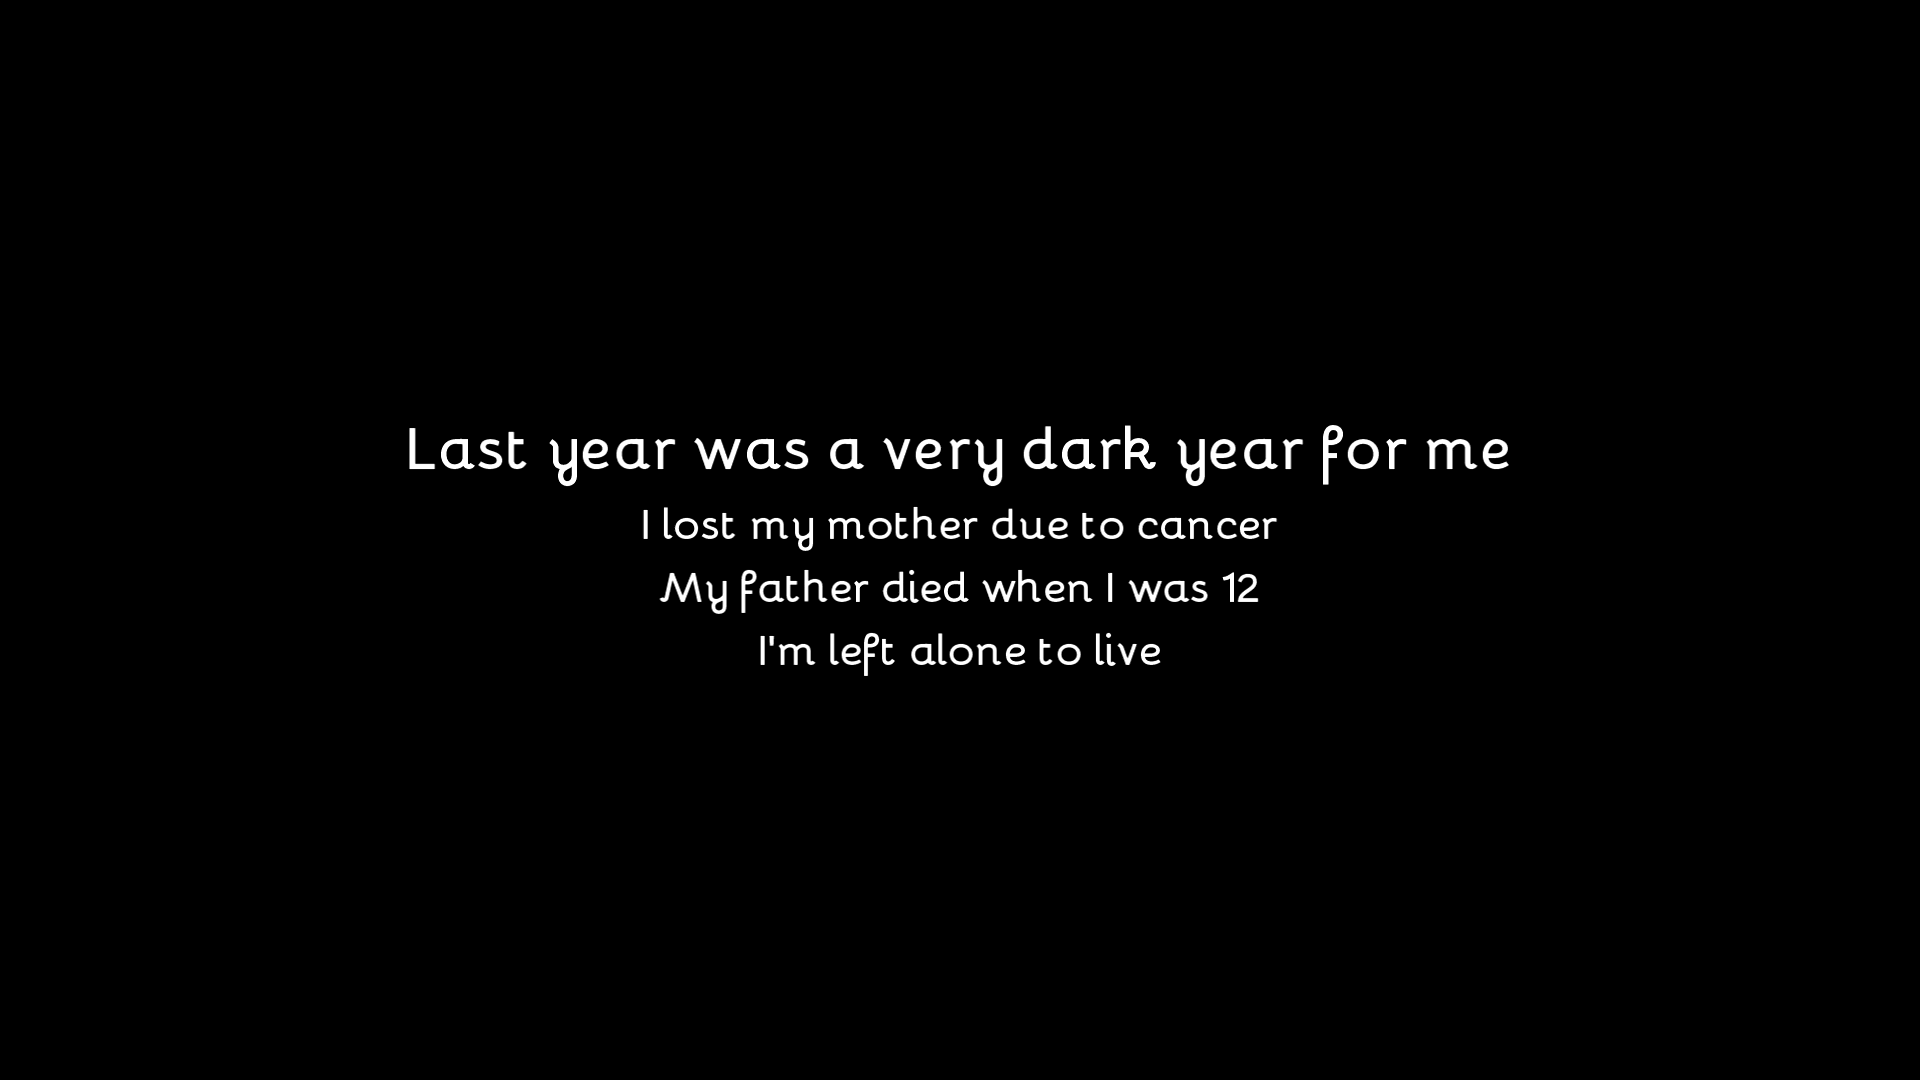 Last year was a very dark year for me
I lost my mother due to cancer
My father died when I was 12
I'm left alone to live